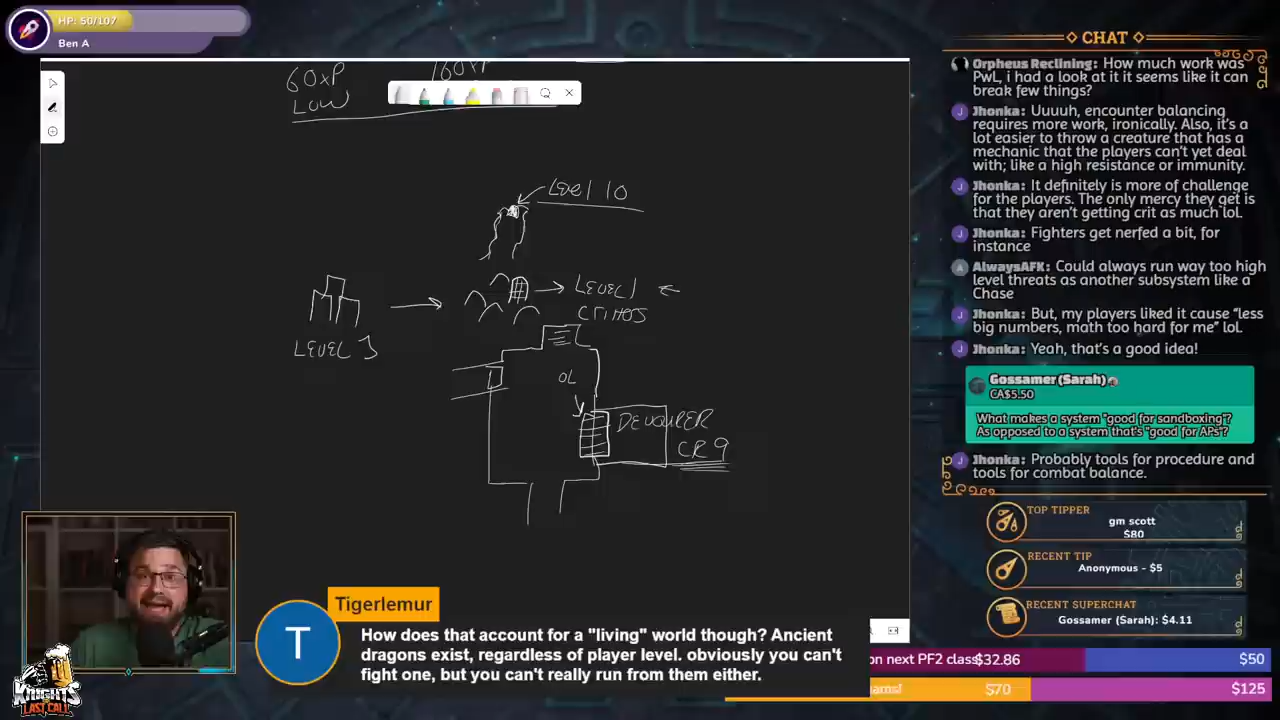 HP: 50/107
Ben A
60XP
160XP
LOW
LEVEL 10
LEVEL 1
LEVEL 3
OL
DEVOURER
CR 9
CHAT
Orpheus Reclining: How much work was
PwL, i had a look at it it seems like it can
break few things?
Jhonka: Uuuuh, encounter balancing
requires more work, ironically. Also, it's a
lot easier to throw a creature that has a
mechanic that the players can't yet deal
with; like a high resistance or immunity.
Jhonka: It definitely is more of challenge
for the players. The only mercy they get is
that they aren't getting crit as much lol.
Jhonka: Fighters get nerfed a bit, for
instance
AlwaysAFK: Could always run way too high
level threats as another subsystem like a
Chase
Jhonka: But, my players liked it cause "less
big numbers, math too hard for me" lol.
Jhonka: Yeah, that's a good idea!
Gossamer (Sarah)
CA$5.50
What makes a system "good for sandboxing"?
As opposed to a system that's "good for APs"?
Jhonka: Probably tools for procedure and
tools for combat balance.
TOP TIPPER
gm scott
$80
RECENT TIP
Anonymous - $5
RECENT SUPERCHAT
Gossamer (Sarah): $4.11
on next PF2 class
$32.86
$50
ams!
$70
$125
Tigerlemur
T
How does that account for a "living" world though? Ancient
dragons exist, regardless of player level. obviously you can't
fight one, but you can't really run from them either.
KNIGHTS
LAST CALL